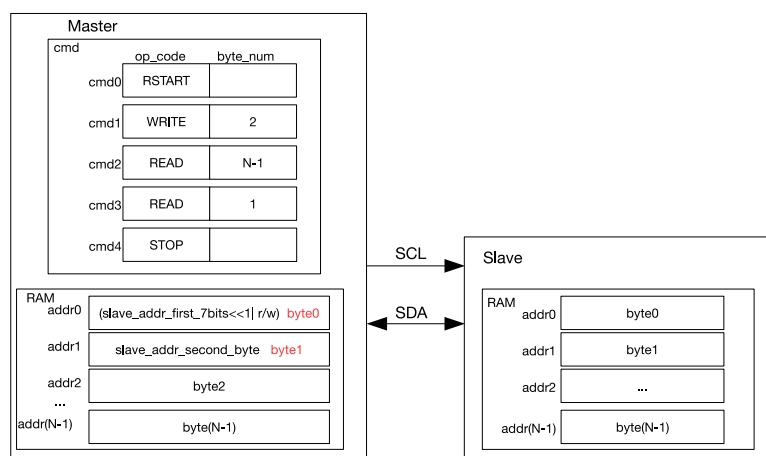 Master
cmd
op_code byte_num
cmd0 RSTART
cmd1 WRITE 2
cmd2 READ N-1
cmd3 READ 1
cmd4 STOP
RAM
addr0 (slave_addr_first_7bits<<1| r/w) byte0
addr1 slave_addr_second_byte byte1
addr2 byte2
...
addr(N-1) byte(N-1)
SCL
SDA
Slave
RAM
addr0 byte0
addr1 byte1
addr2 ...
addr(N-1) byte(N-1)